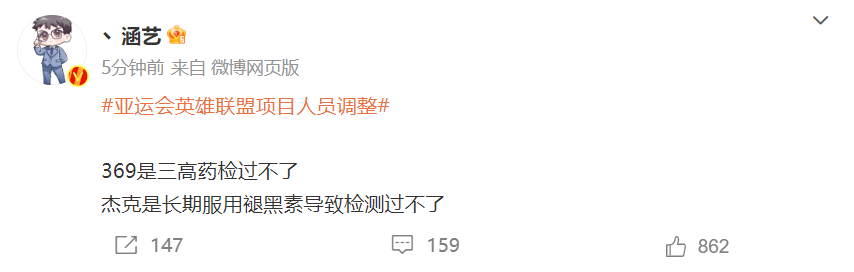 丶涵艺
5分钟前 来自 微博网页版
#亚运会英雄联盟项目人员调整#
369是三高药检过不了
杰克是长期服用褪黑素导致检测过不了
147 159 862